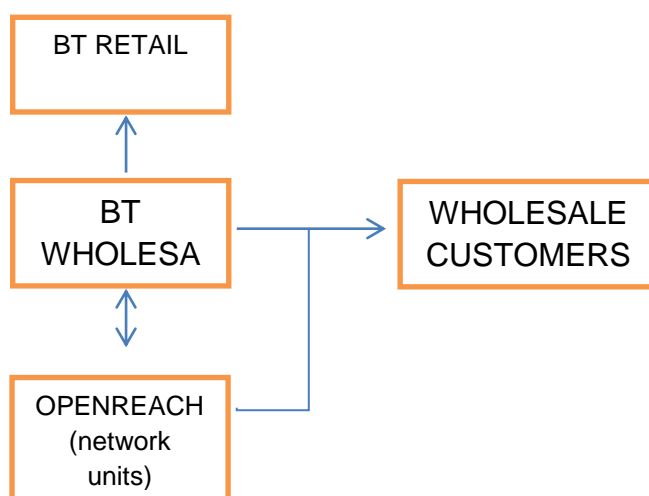 BT RETAIL
BT
WHOLESA
WHOLESALE
CUSTOMERS
OPENREACH
(network
units)